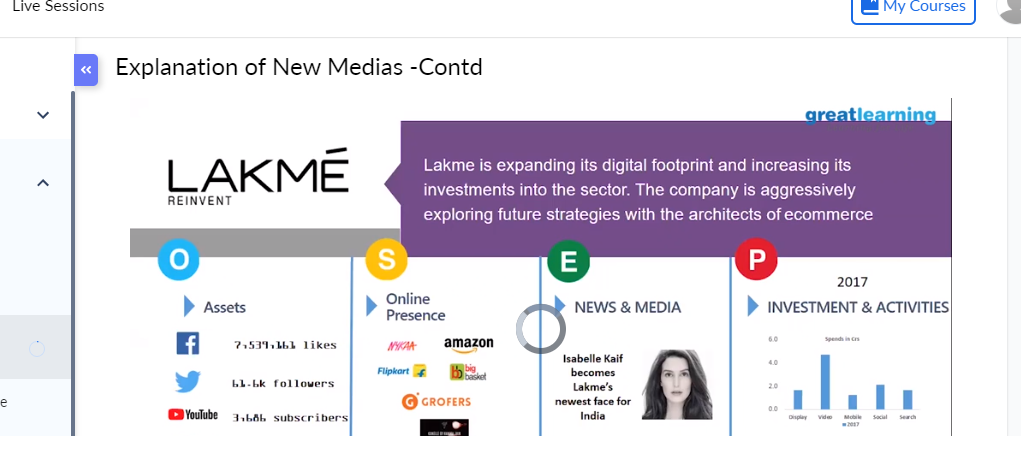 Live Sessions
My Courses
«
Explanation of New Medias -Contd
greatlearning
LAKMÉ
REINVENT
Lakme is expanding its digital footprint and increasing its
investments into the sector. The company is aggressively
exploring future strategies with the architects of ecommerce
O
S
E
P
Assets
7,539,161 likes
61.6k followers
YouTube
3,686 subscribers
Online
Presence
NYKAA
amazon
Flipkart
big
basket
GROFERS
NEWS & MEDIA
Isabelle Kaif
becomes
Lakme's
newest face for
India
2017
INVESTMENT & ACTIVITIES
Spends in Crs
6.0
4.0
2.0
0.0
Display Video Mobile Social Search
2017
e